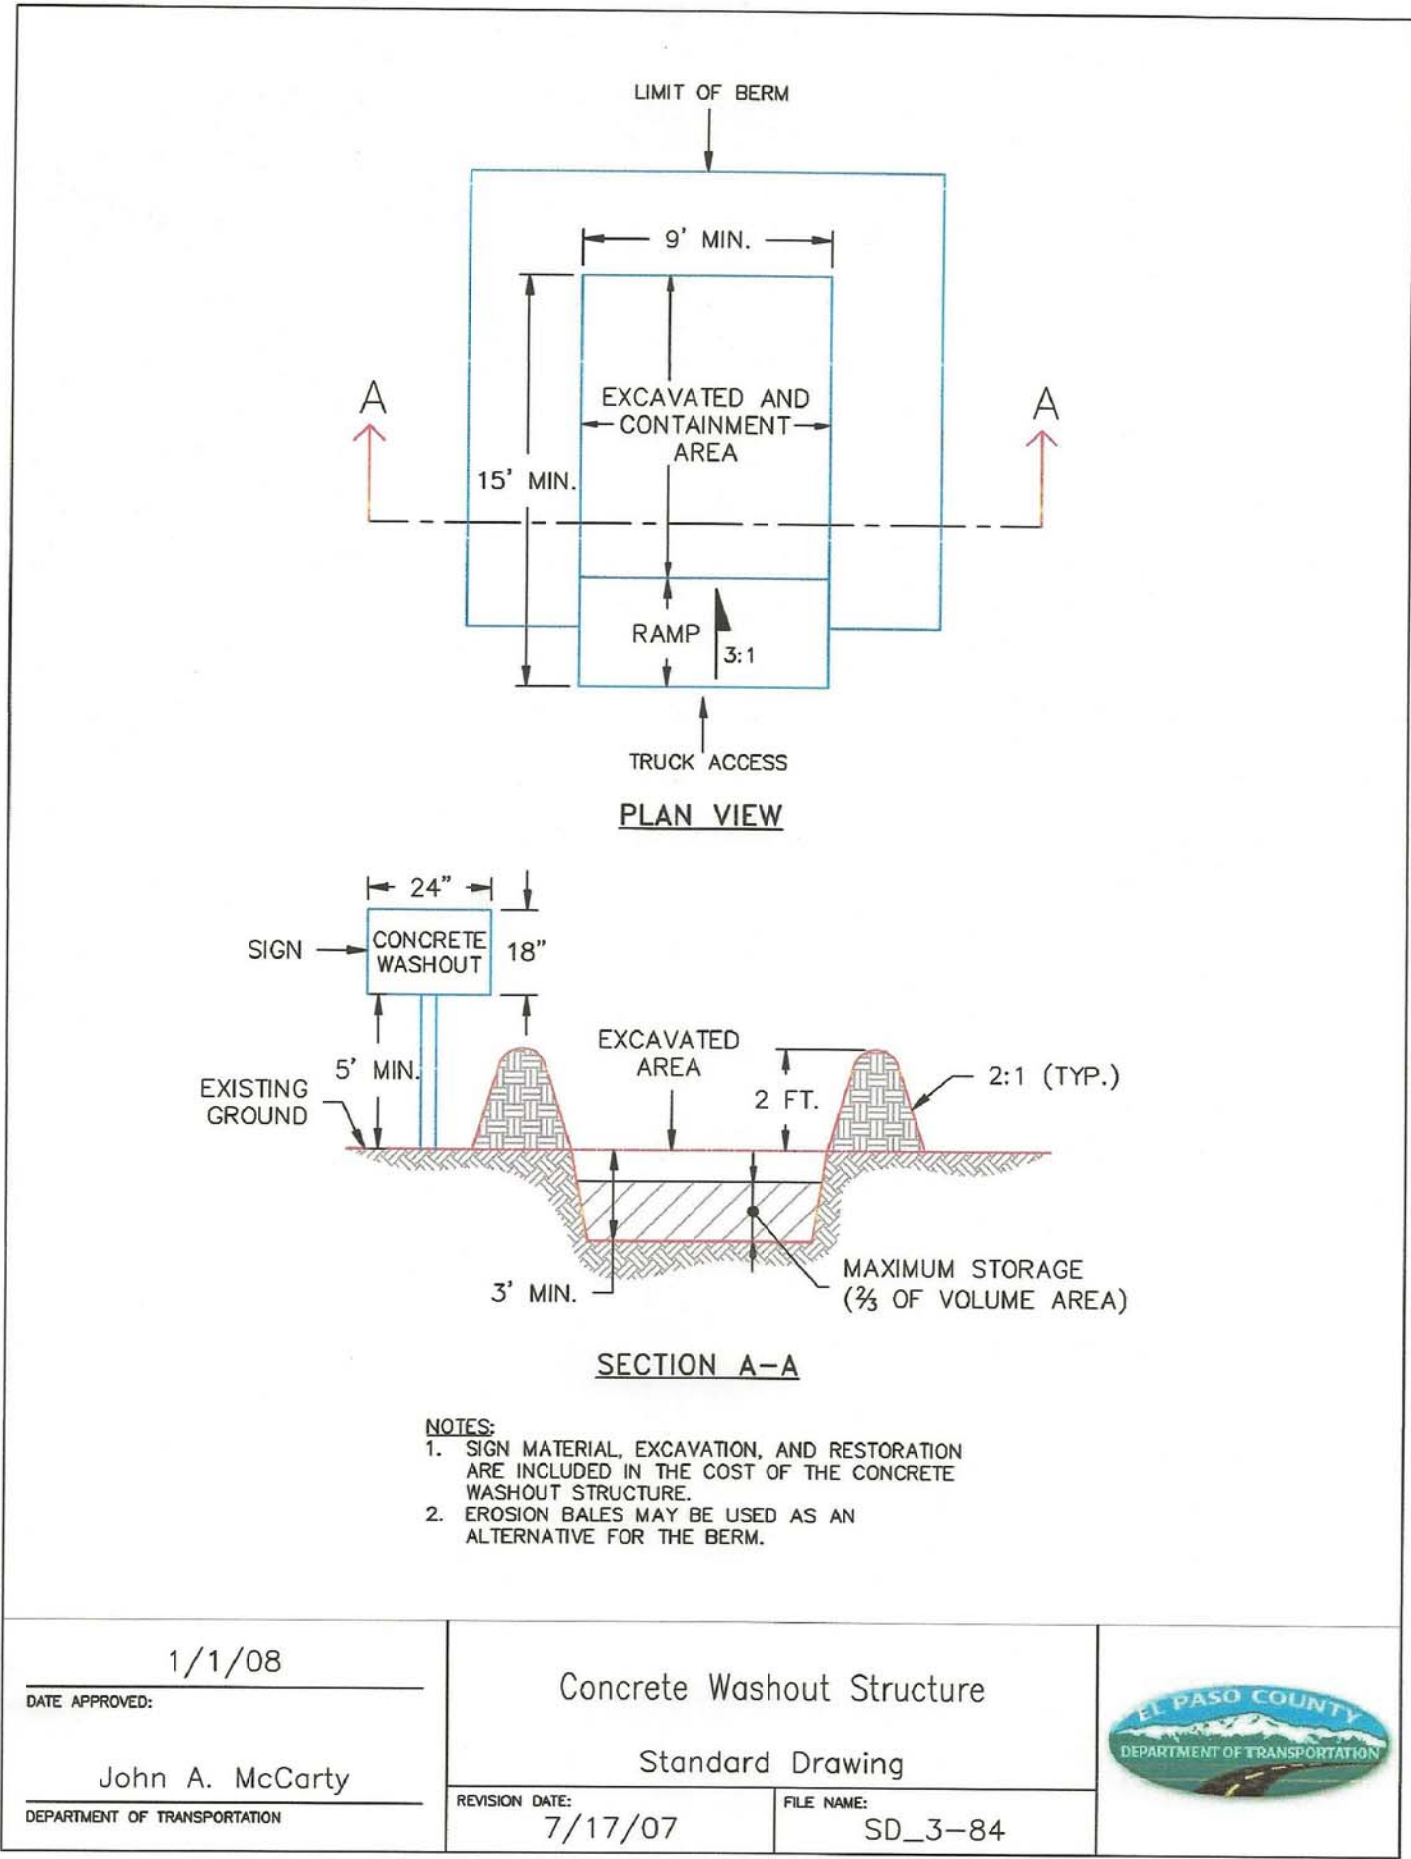 LIMIT OF BERM
9' MIN.
A
EXCAVATED AND
CONTAINMENT
AREA
A
15' MIN.
RAMP
3:1
TRUCK ACCESS
PLAN VIEW
24"
SIGN
CONCRETE
WASHOUT
18"
EXCAVATED
AREA
5' MIN.
2:1 (TYP.)
EXISTING
GROUND
2 FT.
3' MIN.
MAXIMUM STORAGE
(⅔ OF VOLUME AREA)
SECTION A-A
NOTES:
1. SIGN MATERIAL, EXCAVATION, AND RESTORATION
ARE INCLUDED IN THE COST OF THE CONCRETE
WASHOUT STRUCTURE.
2. EROSION BALES MAY BE USED AS AN
ALTERNATIVE FOR THE BERM.
1/1/08
DATE APPROVED:
John A. McCarty
DEPARTMENT OF TRANSPORTATION
Concrete Washout Structure
Standard Drawing
REVISION DATE:
7/17/07
FILE NAME:
SD_3-84
EL PASO COUNTY
DEPARTMENT OF TRANSPORTATION